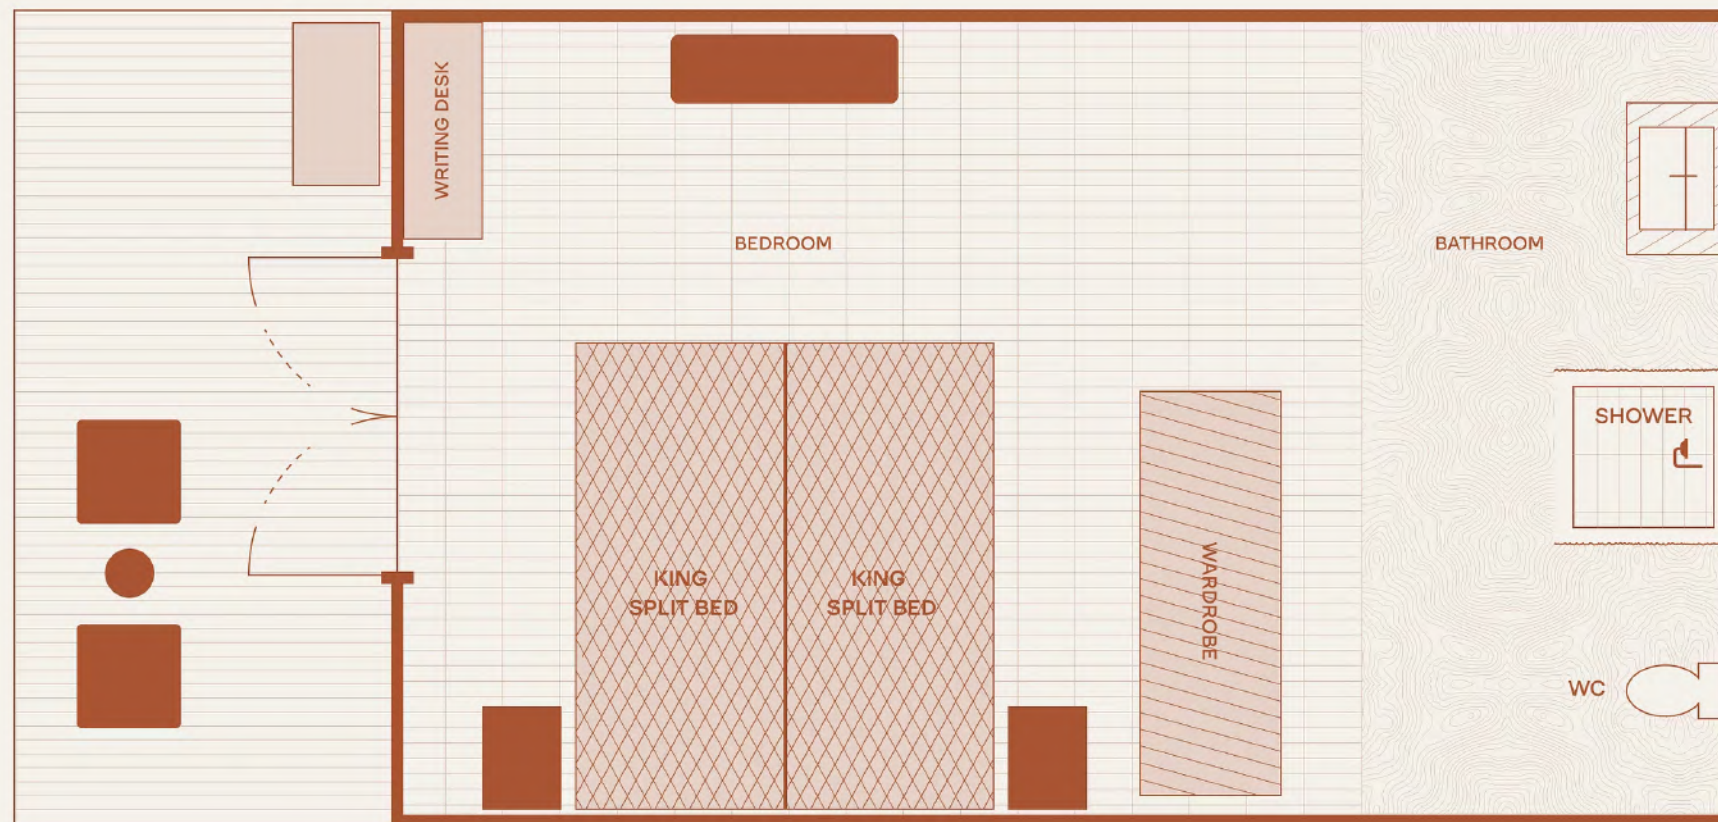 WRITING DESK
BEDROOM
BATHROOM
SHOWER
KING
SPLIT BED
KING
SPLIT BED
WARDROBE
WC